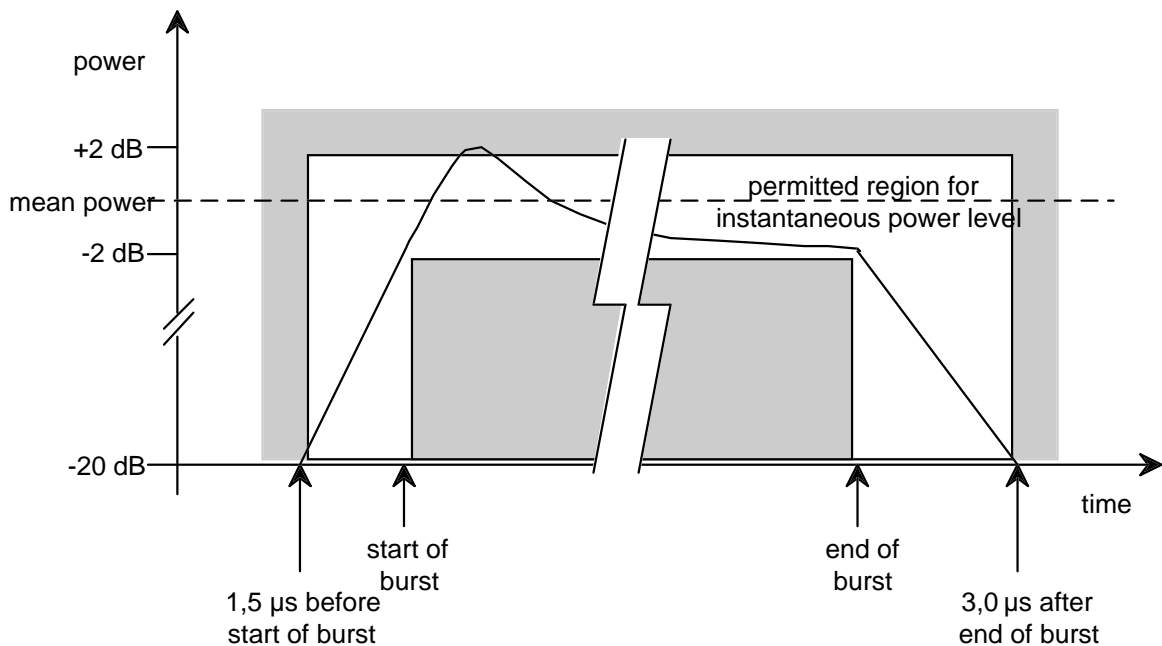 power
+2 dB
mean power
permitted region for
instantaneous power level
-2 dB
-20 dB
time
start of
burst
end of
burst
1,5 µs before
start of burst
3,0 µs after
end of burst